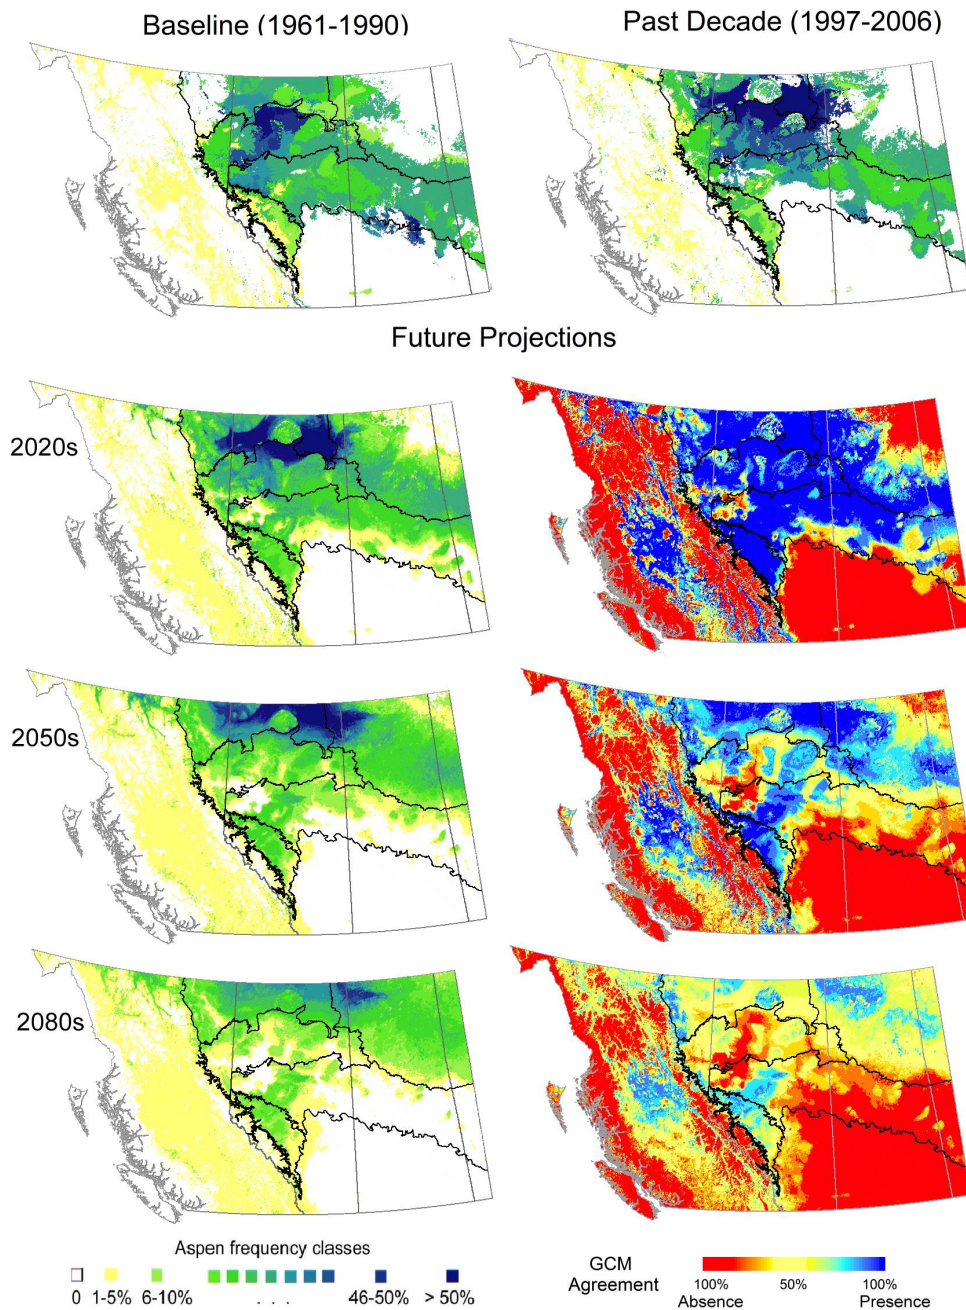 Baseline (1961-1990)
Past Decade (1997-2006)
Future Projections
2020s
2050s
2080s
Aspen frequency classes
0 1-5% 6-10% . . . 46-50% > 50%
GCM
Agreement
100% 50% 100%
Absence Presence